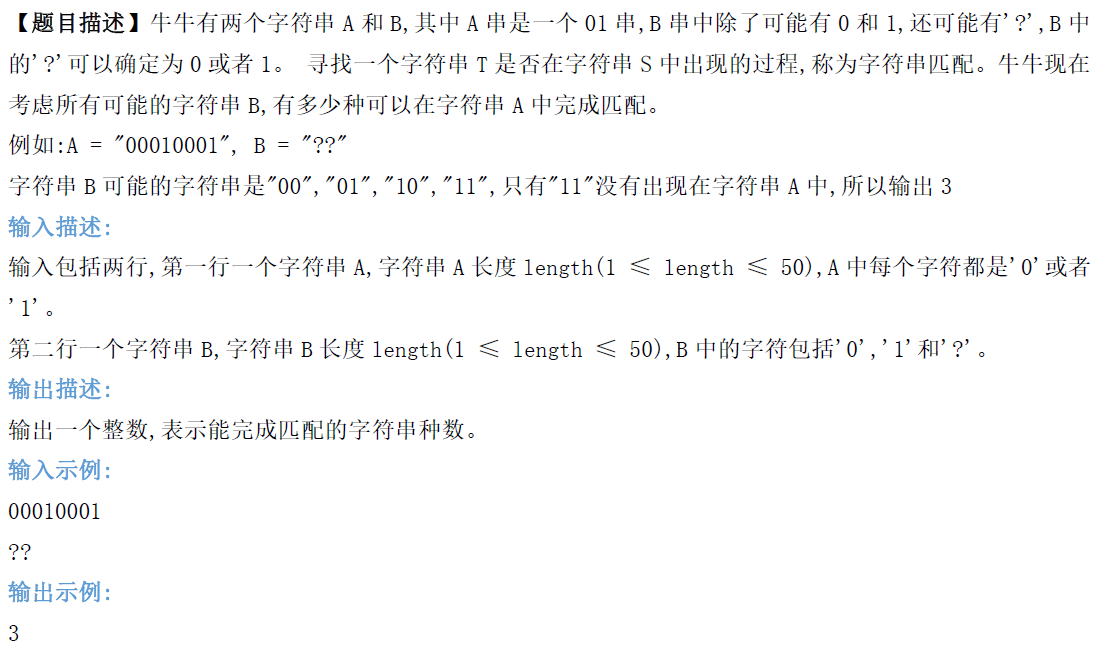 【题目描述】牛牛有两个字符串 A 和 B,其中 A 串是一个 01 串,B 串中除了可能有 0 和 1,还可能有'?',B 中
的'?'可以确定为 0 或者 1。 寻找一个字符串 T 是否在字符串 S 中出现的过程,称为字符串匹配。牛牛现在
考虑所有可能的字符串 B,有多少种可以在字符串 A 中完成匹配。
例如:A = "00010001", B = "??"
字符串 B 可能的字符串是"00","01","10","11",只有"11"没有出现在字符串 A 中,所以输出 3
输入描述:
输入包括两行,第一行一个字符串 A,字符串 A 长度 length(1 ≤ length ≤ 50),A 中每个字符都是'0'或者
'1'。
第二行一个字符串 B,字符串 B 长度 length(1 ≤ length ≤ 50),B 中的字符包括'0','1'和'?'。
输出描述:
输出一个整数,表示能完成匹配的字符串种数。
输入示例:
00010001
??
输出示例:
3